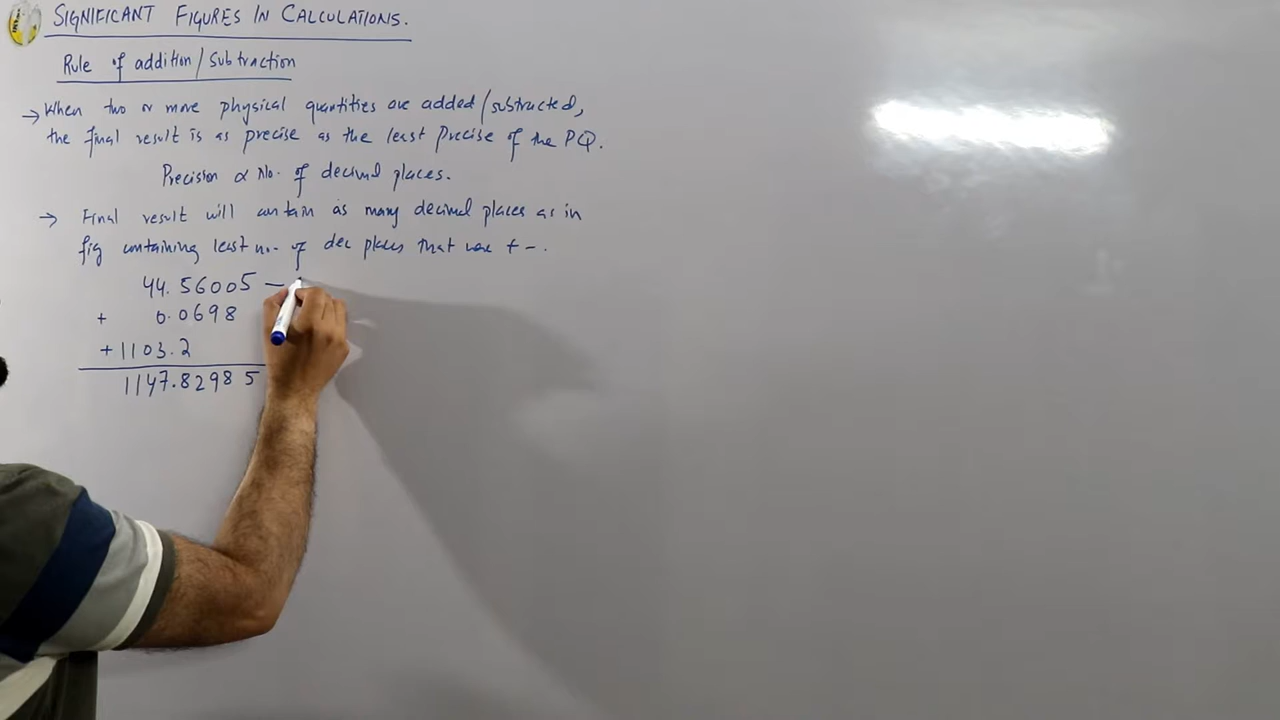 SIGNIFICANT FIGURES IN CALCULATIONS.
Rule of addition/Subtraction
→ When two or more physical quantities are added/subtracted,
the final result is as precise as the least Precise of the PQ.
Precision ∝ No. of decimal places.
→ Final result will contain as many decimal places as in
fig containing least no. of dec places that were + -.
44.56005 -
+ 0.0698
+1103.2
1147.82985